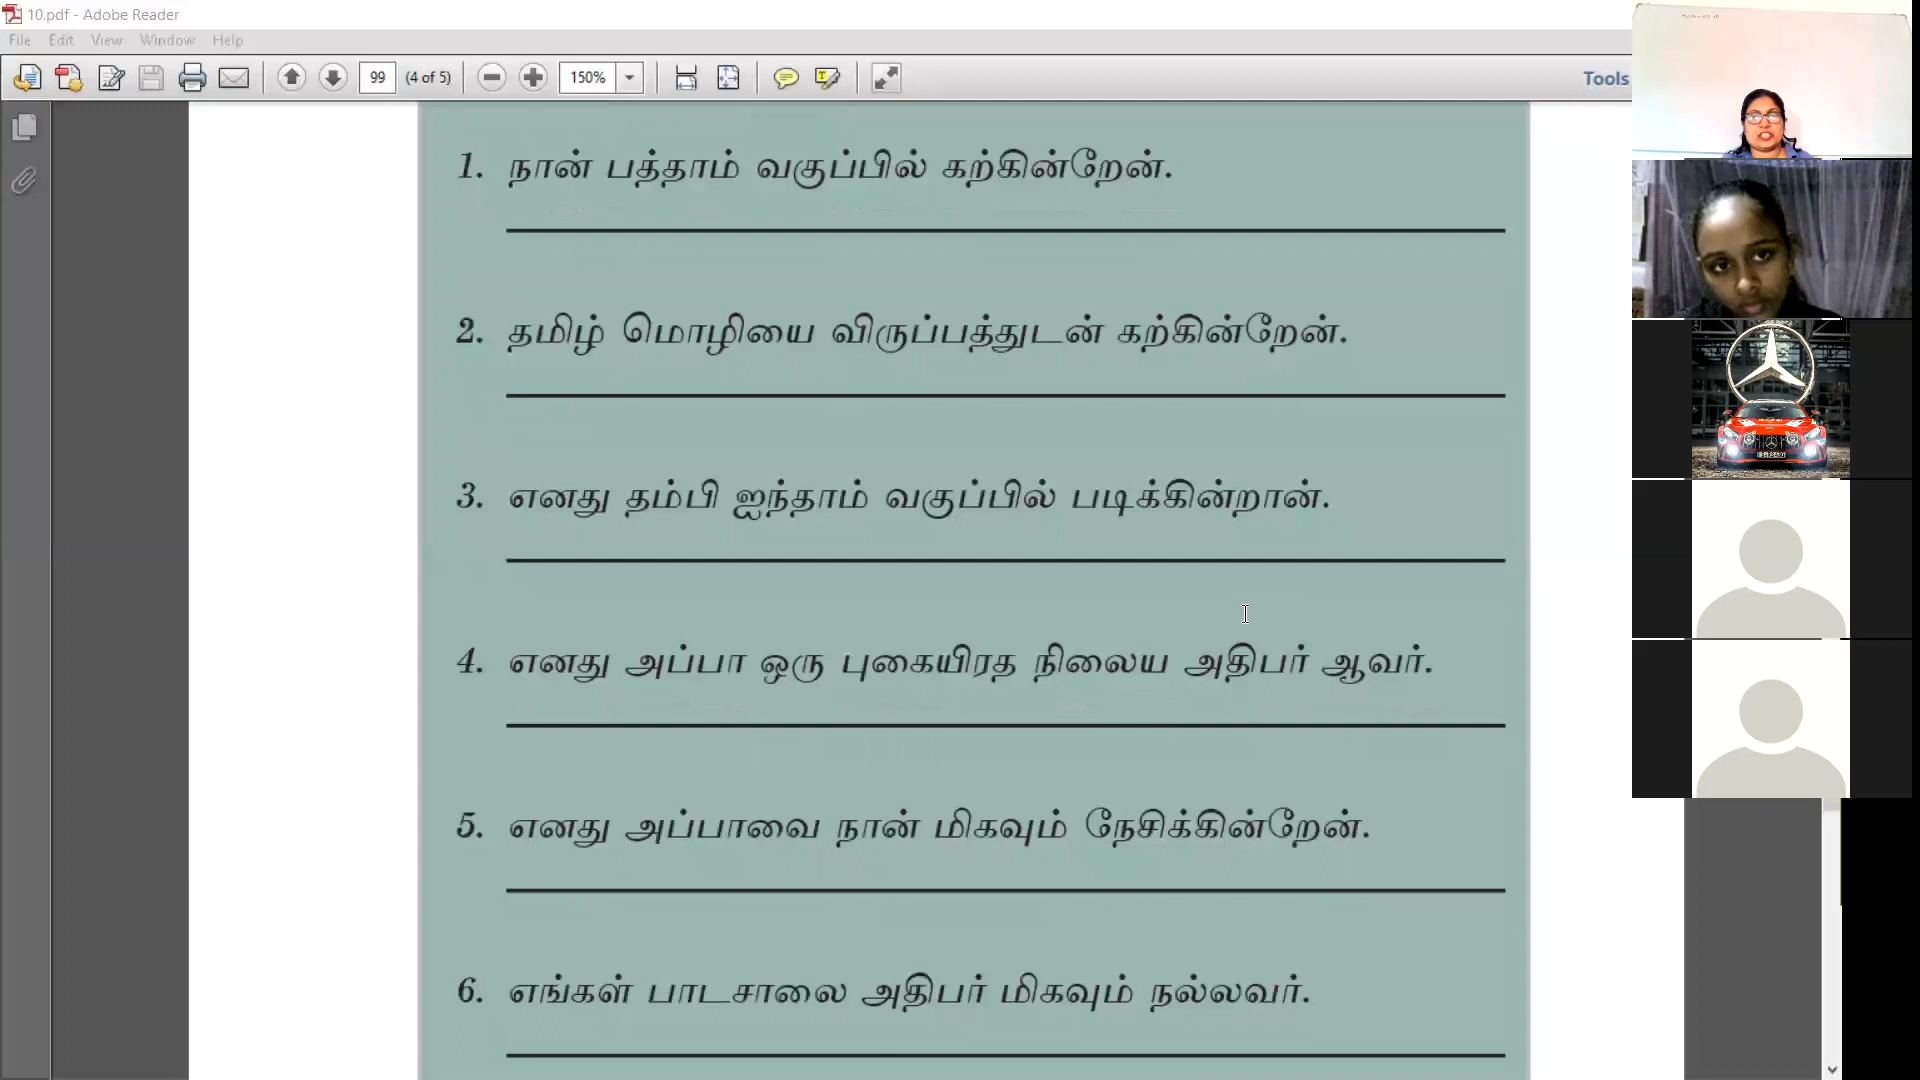 10.pdf - Adobe Reader
File Edit View Window Help
99 (4 of 5) 150% Tools
1. நான் பத்தாம் வகுப்பில் கற்கின்றேன்.
2. தமிழ் மொழியை விருப்பத்துடன் கற்கின்றேன்.
3. எனது தம்பி ஐந்தாம் வகுப்பில் படிக்கின்றான்.
4. எனது அப்பா ஒரு புகையிரத நிலைய அதிபர் ஆவர்.
5. எனது அப்பாவை நான் மிகவும் நேசிக்கின்றேன்.
6. எங்கள் பாடசாலை அதிபர் மிகவும் நல்லவர்.